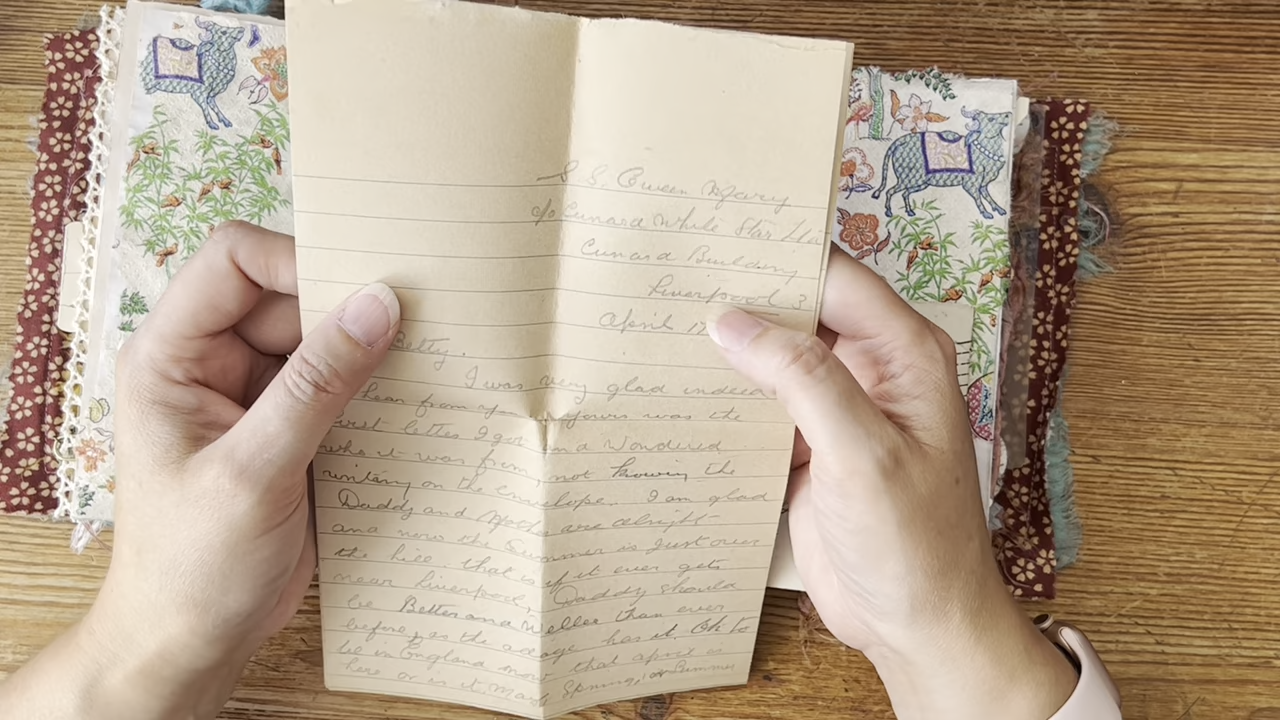 S.S. Queen Mary
c/o Cunard White Star
Cunard Building
Liverpool 3
April 17
Betty.
I was very glad indeed
hear from you yours was the
first letter I got and Wondered
who it was from, not knowing the
writing on the envelope. I am glad
Daddy and are alright
and now the Summer is Just over
the hill. that is if it ever gets
near Liverpool, Daddy should
be Better and Weller than ever
before, as the adage has it. Oh to
be in England now that april is
here or is it Spring, or Summer